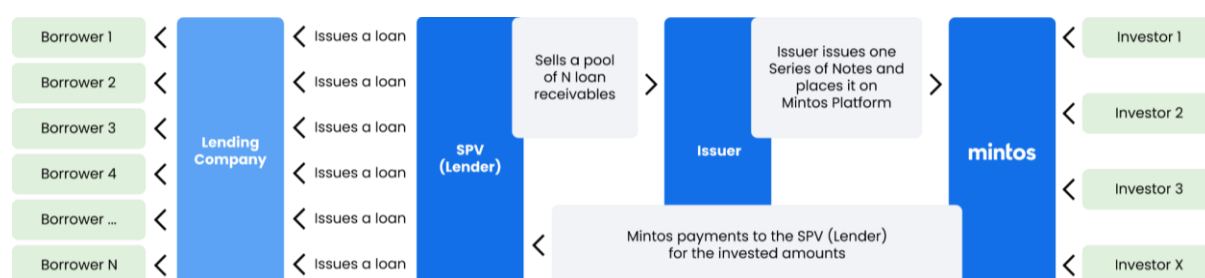 Borrower 1
Borrower 2
Borrower 3
Borrower 4
Borrower ...
Borrower N
Lending
Company
Issues a loan
Issues a loan
Issues a loan
Issues a loan
Issues a loan
Issues a loan
SPV
(Lender)
Sells a pool
of N loan
receivables
Issuer
Issuer issues one
Series of Notes and
places it on
Mintos Platform
Mintos payments to the SPV (Lender)
for the invested amounts
mintos
Investor 1
Investor 2
Investor 3
Investor X